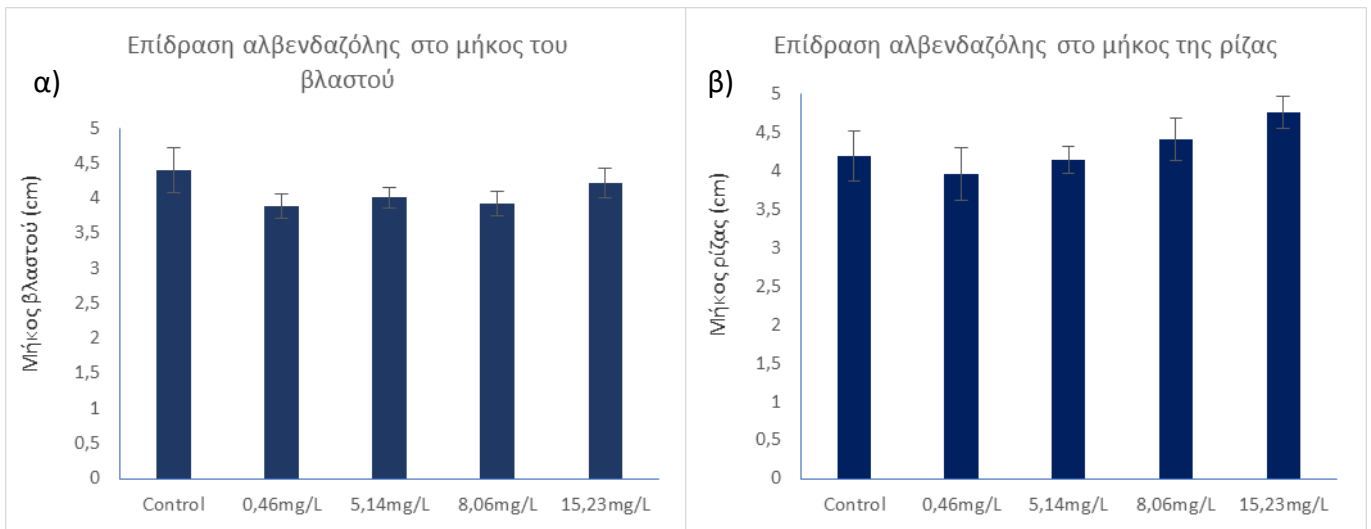 Επίδραση αλβενδαζόλης στο μήκος του
βλαστού
α)
Μήκος βλαστού (cm)
5
4,5
4
3,5
3
2,5
2
1,5
1
0,5
0
Control 0,46mg/L 5,14mg/L 8,06mg/L 15,23mg/L
Επίδραση αλβενδαζόλης στο μήκος της ρίζας
β)
Μήκος ρίζας (cm)
5
4,5
4
3,5
3
2,5
2
1,5
1
0,5
0
Control 0,46mg/L 5,14mg/L 8,06mg/L 15,23mg/L